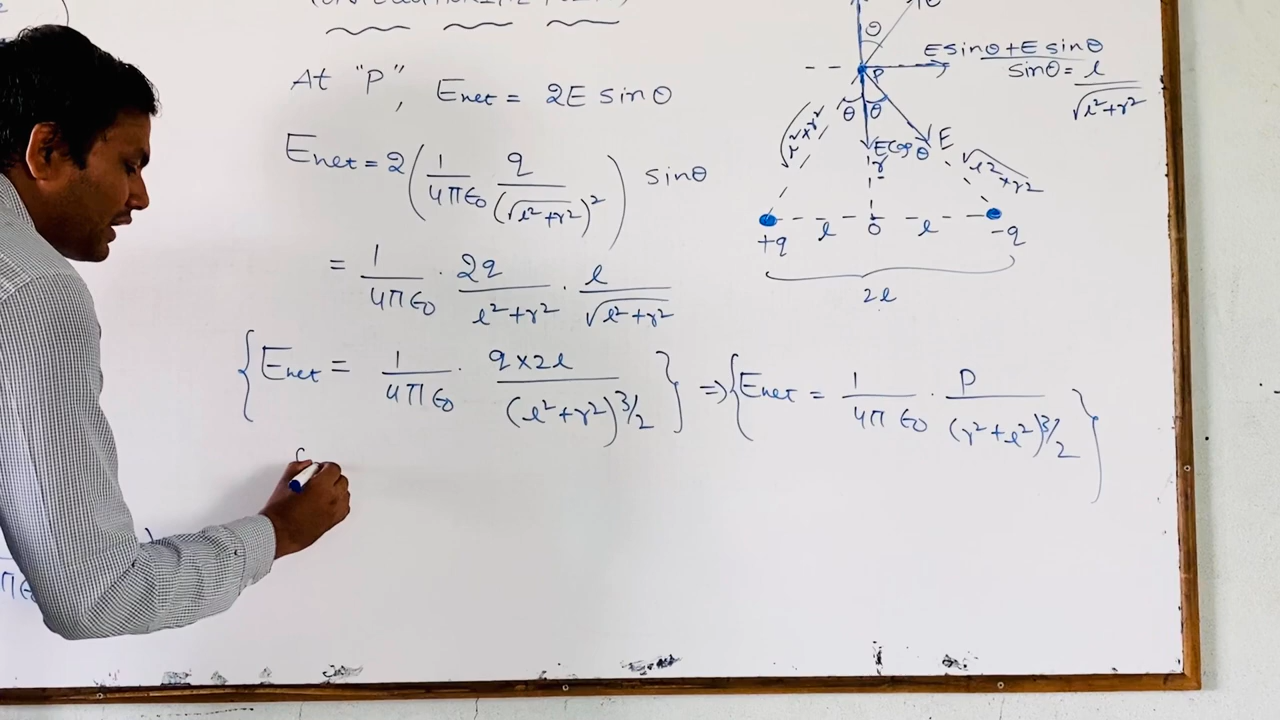 At "P", Enet = 2E sinθ
Enet = 2(1/4πϵ0 q/(√l²+r²)²) sinθ
= 1/4πϵ0 · 2q/l²+r² · l/√l²+r²
{Enet = 1/4πϵ0 · q×2l/(l²+r²)3/2} ⇒ {Enet = 1/4πϵ0 · P/(r²+l²)3/2}
θ
E sinθ + E sinθ
sinθ = l/√l²+r²
P
θ θ
E
E cosθ
r
√l²+r²
+q l O l -q
2l